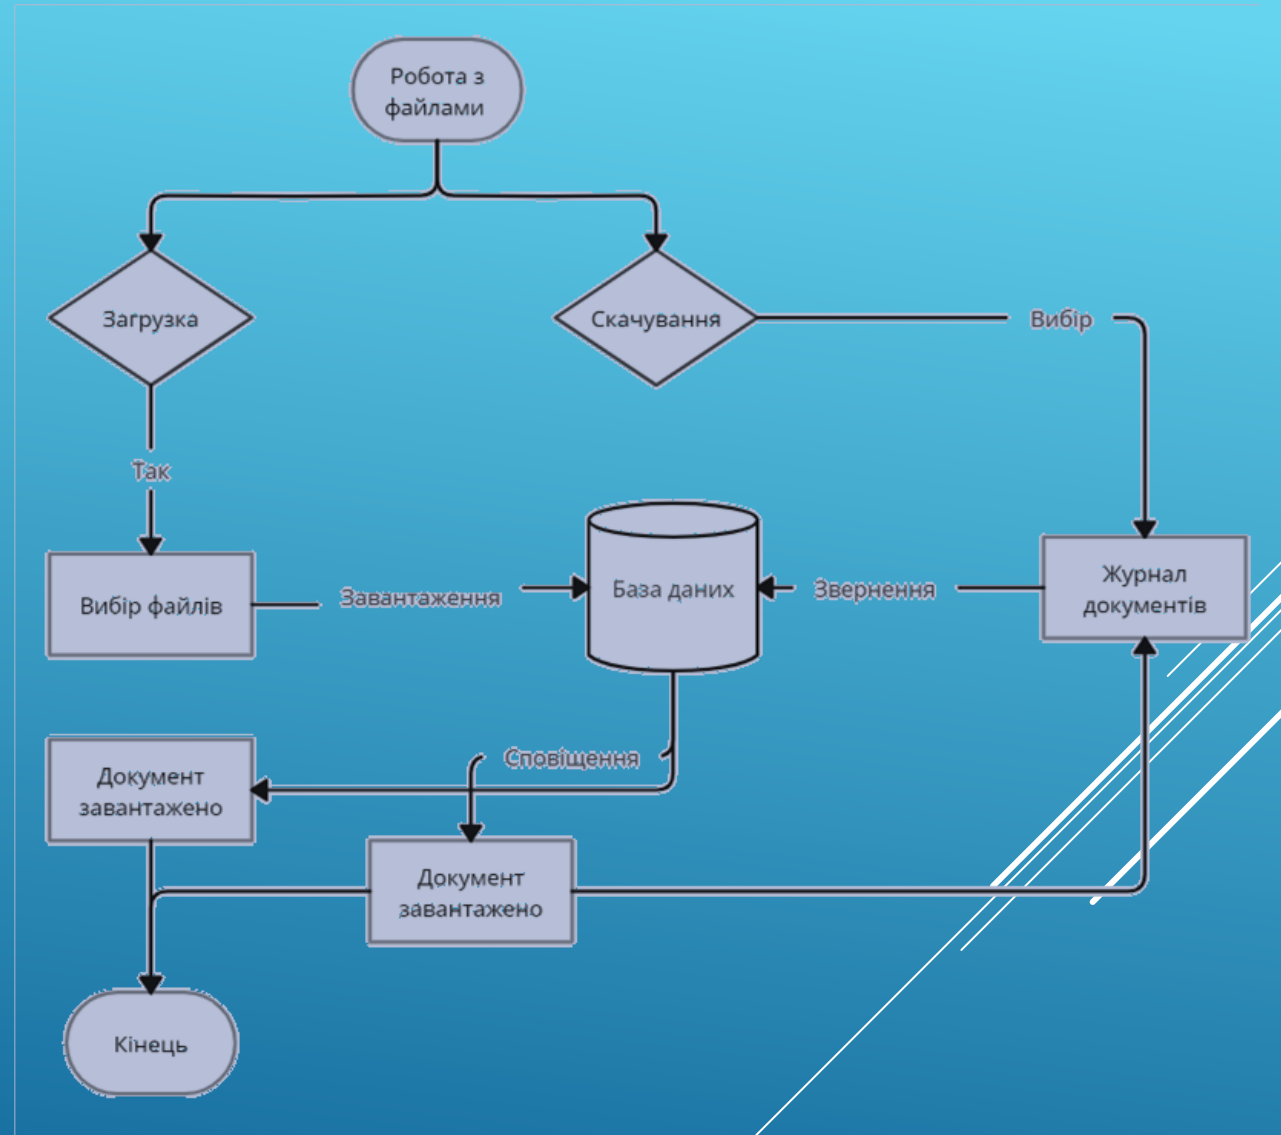 Робота з
файлами
Загрузка
Скачування
Вибір
Так
Вибір файлів
Завантаження
База даних
Звернення
Журнал
документів
Сповіщення
Документ
завантажено
Документ
завантажено
Кінець